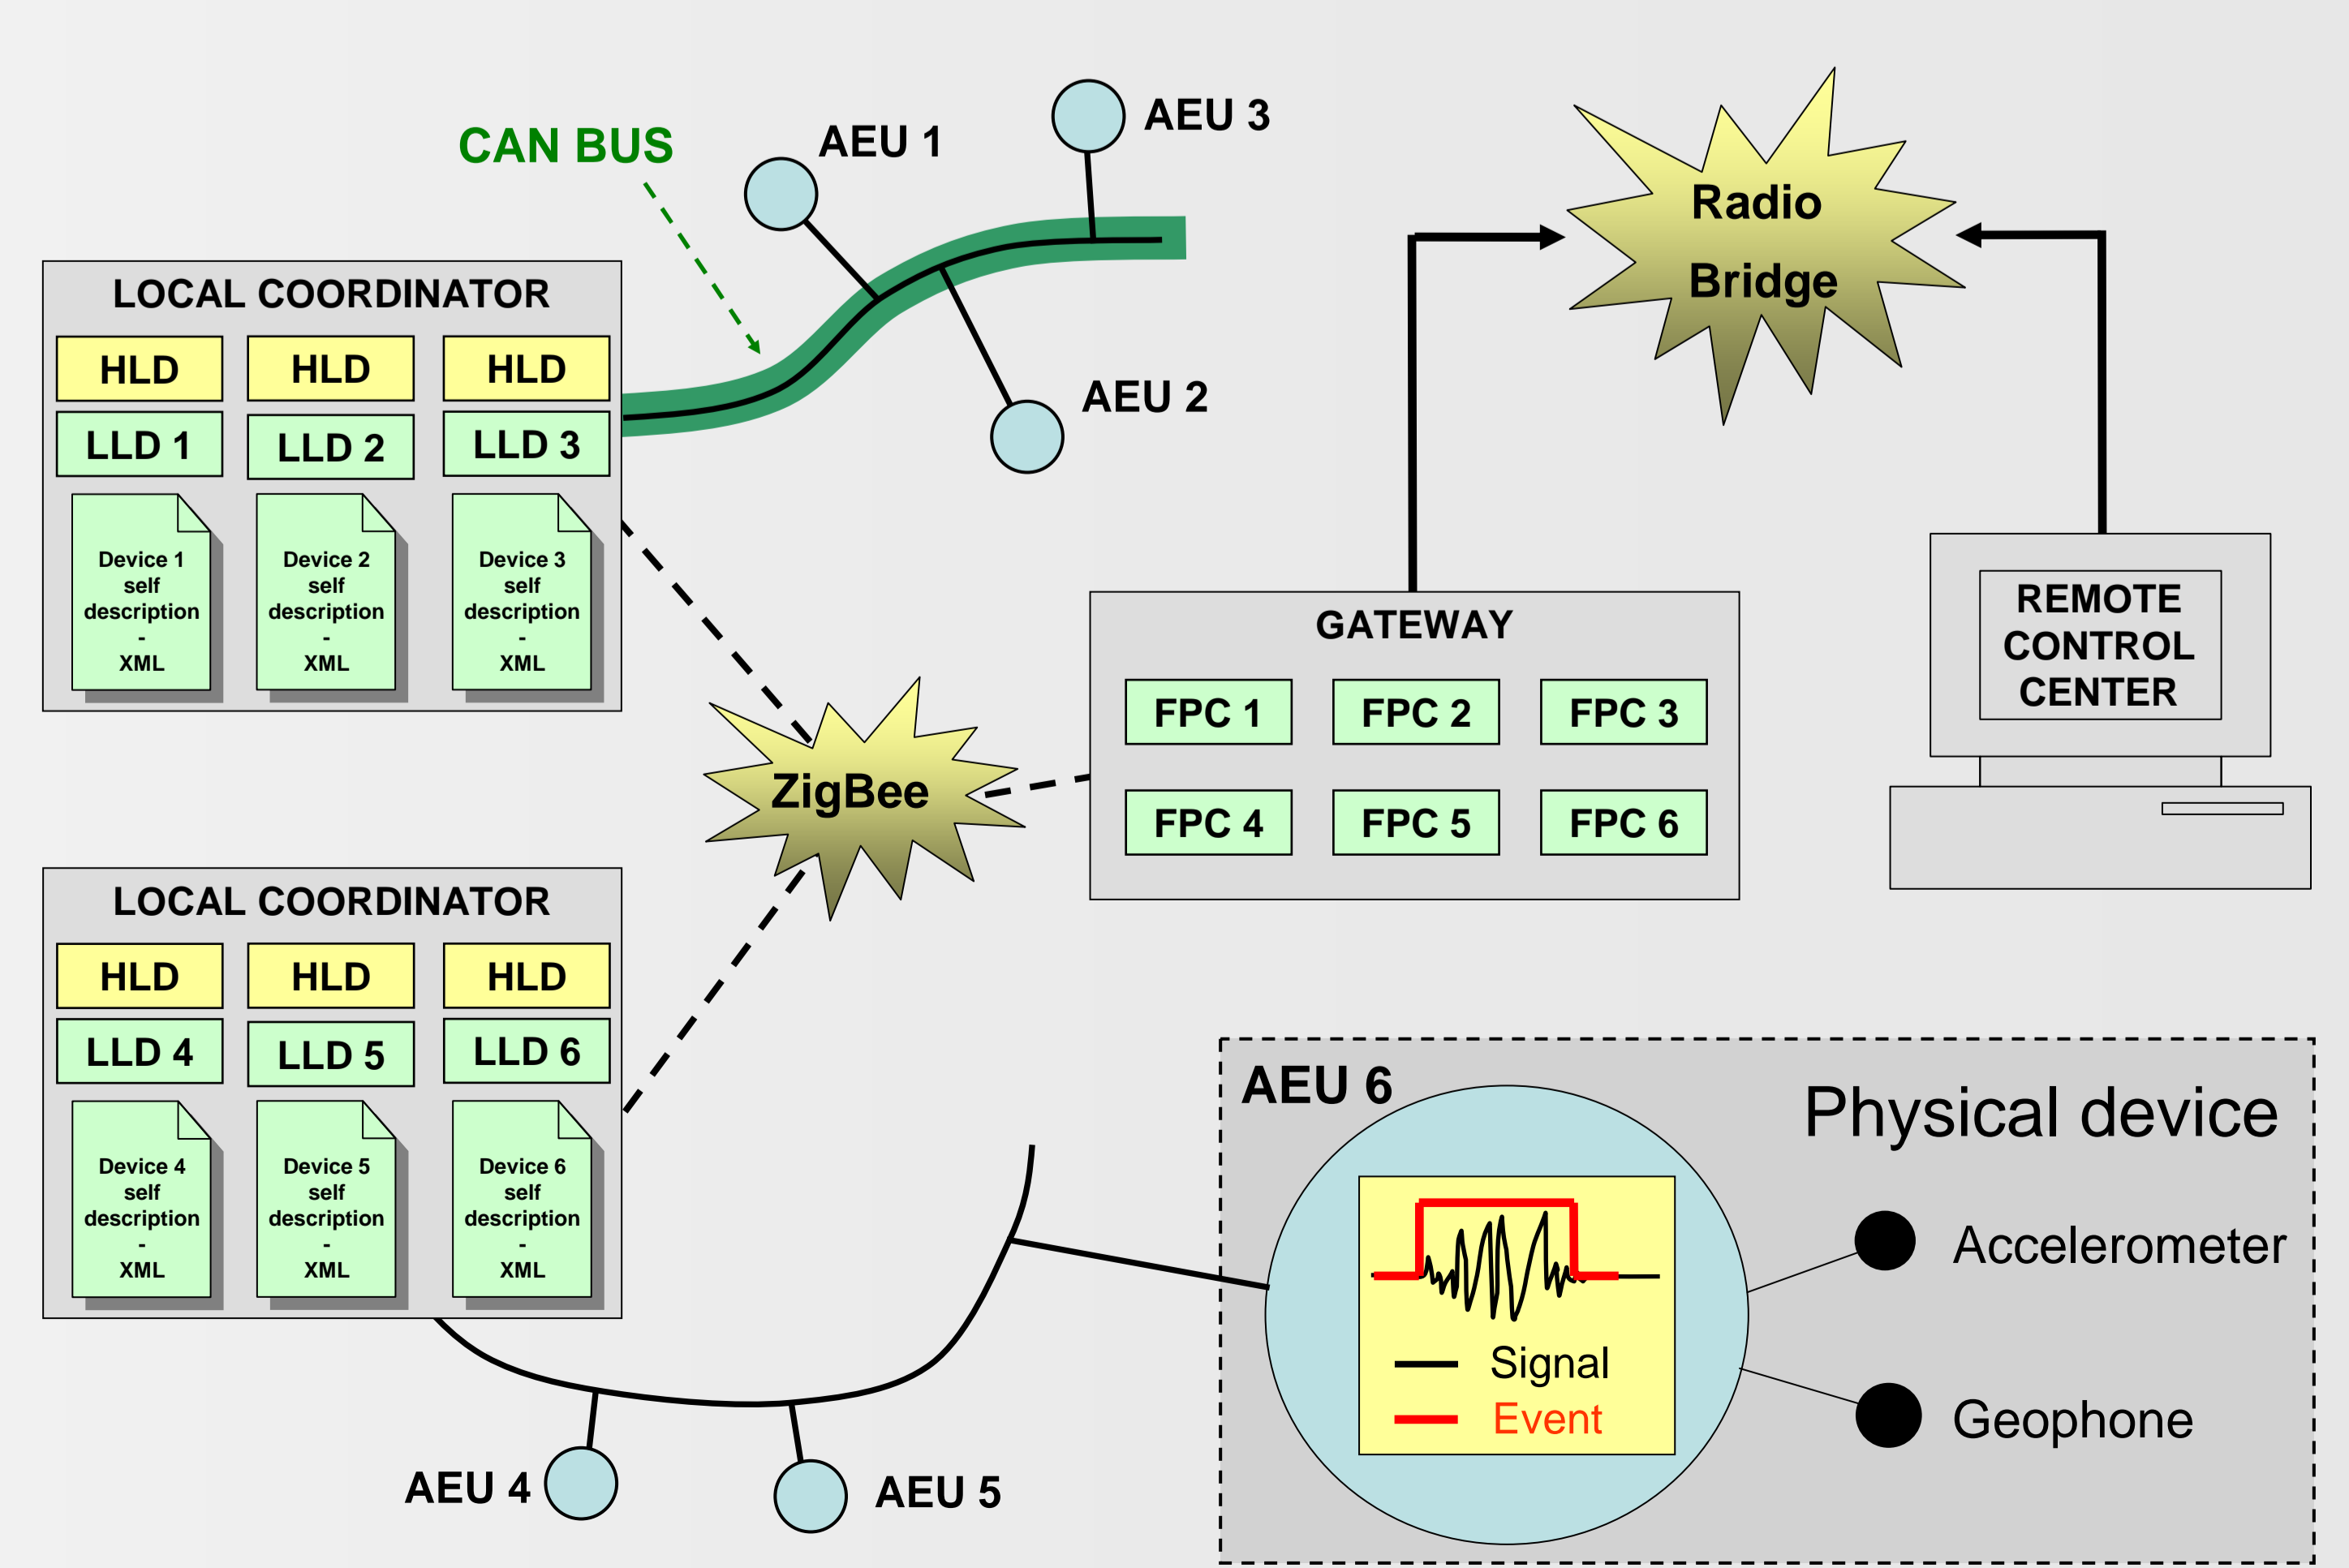 CAN BUS
AEU 1
AEU 3
AEU 2
Radio
Bridge
LOCAL COORDINATOR
HLD
HLD
HLD
LLD 1
LLD 2
LLD 3
Device 1
self
description
-
XML
Device 2
self
description
-
XML
Device 3
self
description
-
XML
ZigBee
GATEWAY
FPC 1
FPC 2
FPC 3
FPC 4
FPC 5
FPC 6
REMOTE
CONTROL
CENTER
LOCAL COORDINATOR
HLD
HLD
HLD
LLD 4
LLD 5
LLD 6
Device 4
self
description
-
XML
Device 5
self
description
-
XML
Device 6
self
description
-
XML
AEU 4
AEU 5
AEU 6
Physical device
Signal
Event
Accelerometer
Geophone